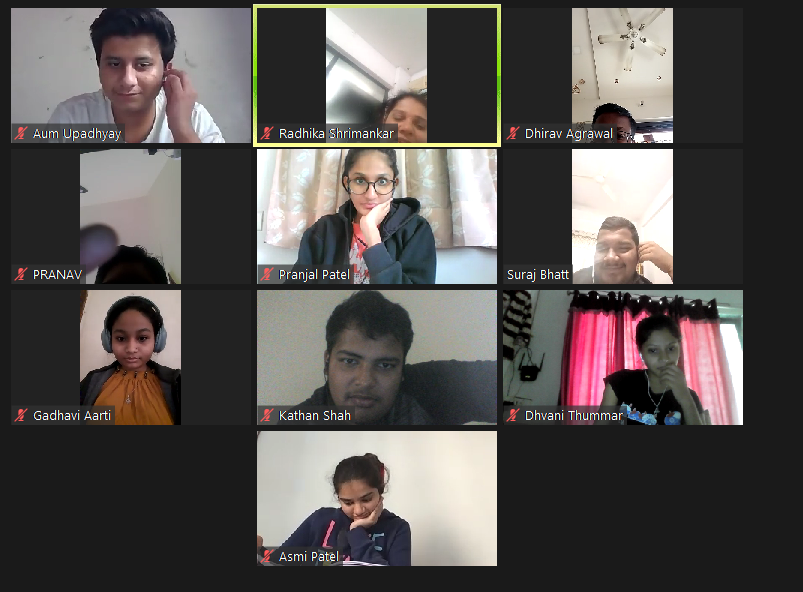 Aum Upadhyay
Radhika Shrimankar
Dhirav Agrawal
PRANAV
Pranjal Patel
Suraj Bhatt
Gadhavi Aarti
Kathan Shah
Dhvani Thummar
Asmi Patel